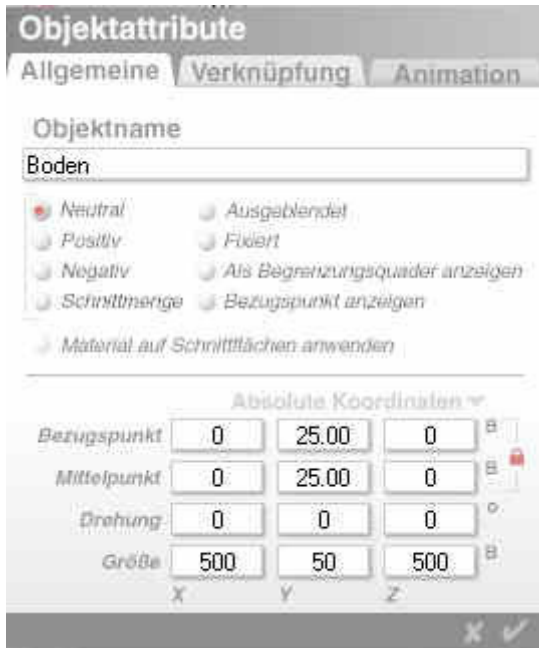 Objektattribute
Allgemeine Verknüpfung Animation
Objektname
Boden
Neutral Ausgeblendet
Positiv Fixiert
Negativ Als Begrenzungsquader anzeigen
Schnittmenge Bezugspunkt anzeigen
Material auf Schnittflächen anwenden
Absolute Koordinaten
Bezugspunkt 0 25.00 0 B
Mittelpunkt 0 25.00 0 B
Drehung 0 0 0 °
Größe 500 50 500 B
X Y Z